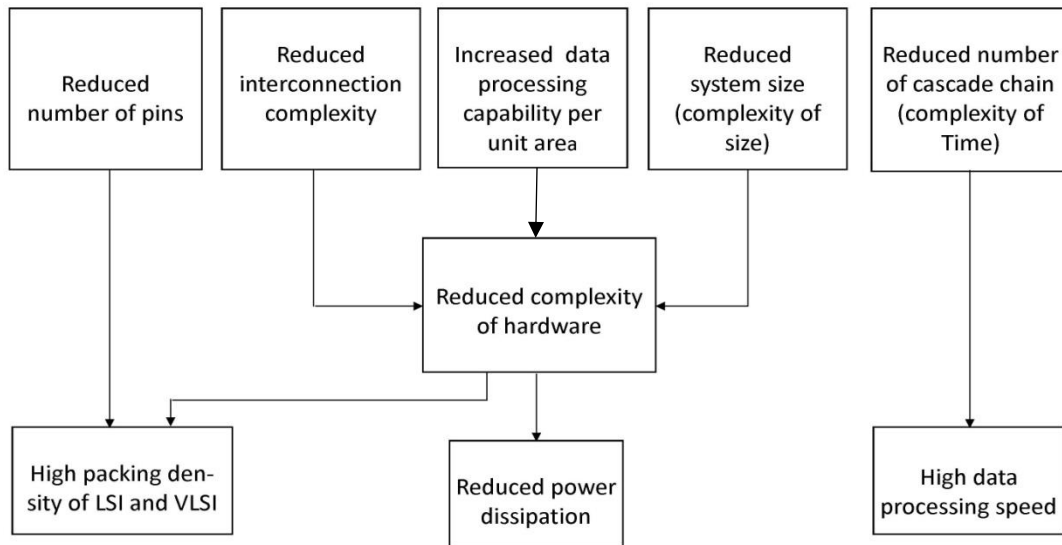 Reduced
number of pins
Reduced
interconnection
complexity
Increased data
processing
capability per
unit area
Reduced
system size
(complexity of
size)
Reduced number
of cascade chain
(complexity of
Time)
Reduced complexity
of hardware
High packing den-
sity of LSI and VLSI
Reduced power
dissipation
High data
processing speed